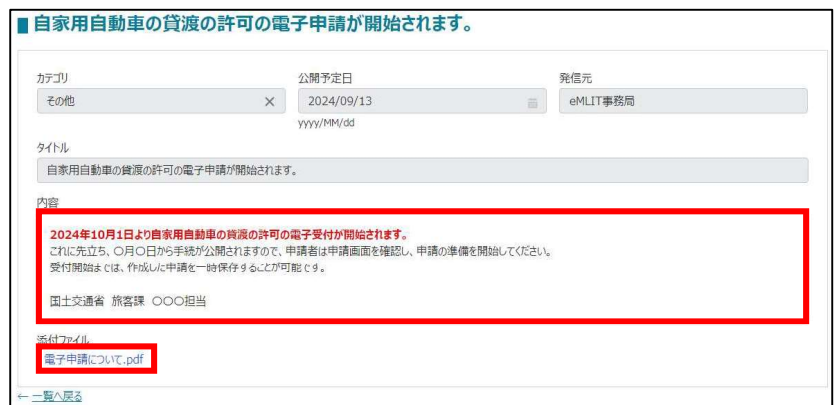 ■自家用自動車の貸渡の許可の電子申請が開始されます。
カテゴリ 公開予定日 発信元
その他 × 2024/09/13 eMLIT事務局
yyyy/MM/dd
タイトル
自家用自動車の貸渡の許可の電子申請が開始されます。
内容
2024年10月1日より自家用自動車の貸渡の許可の電子受付が開始されます。
これに先立ち、〇月〇日から手続が公開されますので、申請者は申請画面を確認し、申請の準備を開始してください。
受付開始までは、作成した申請を一時保存することが可能です。
国土交通省 旅客課 〇〇〇担当
添付ファイル
電子申請について.pdf
← 一覧へ戻る